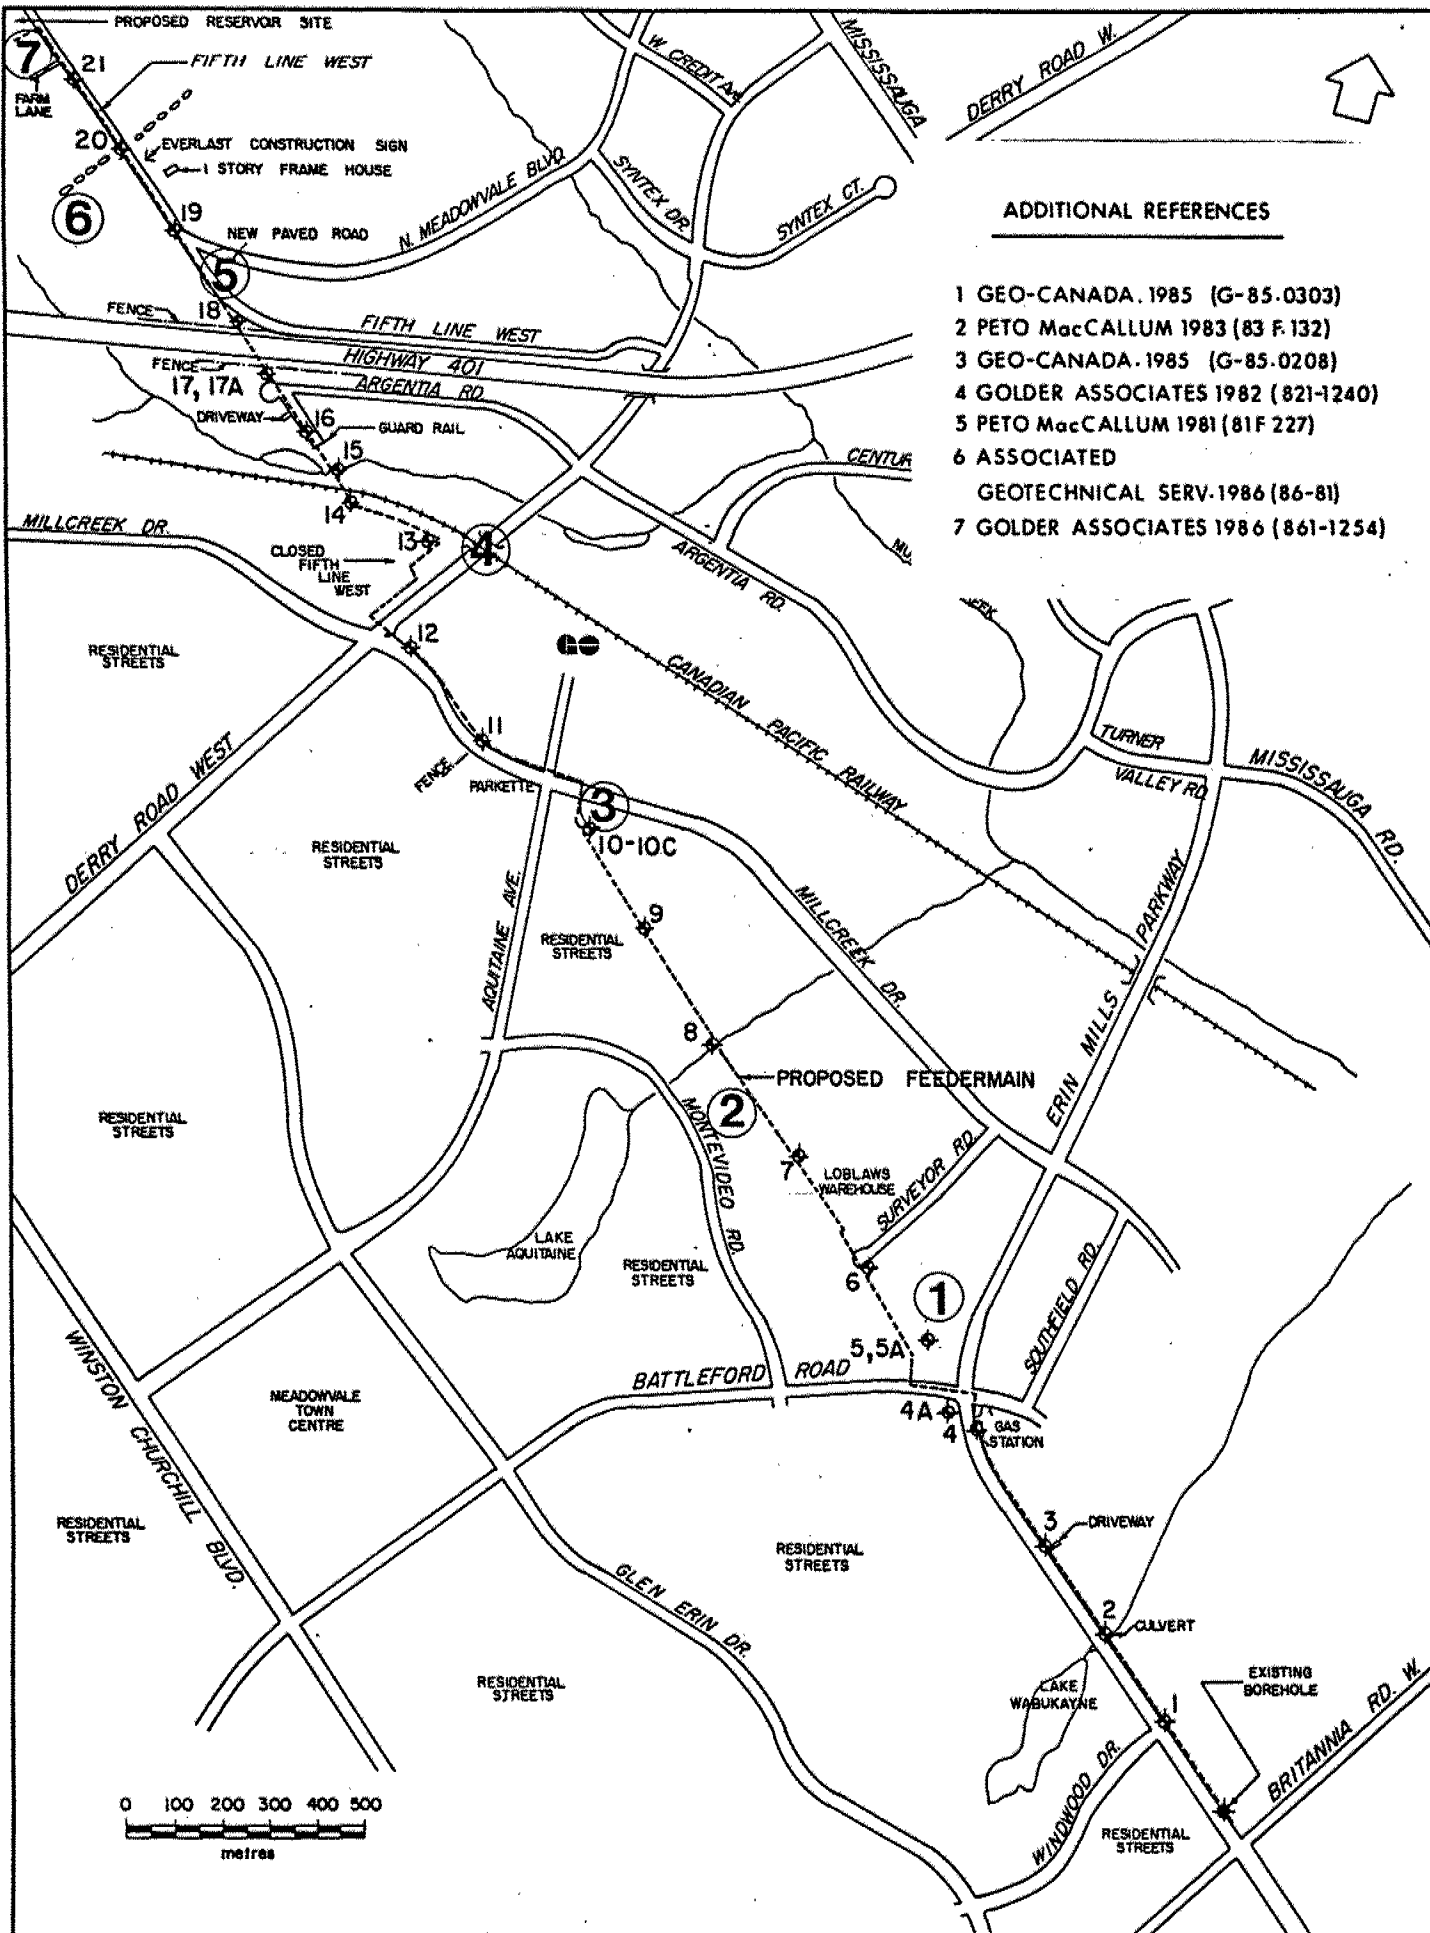 PROPOSED RESERVOIR SITE
7
21
FIFTH LINE WEST
FARM
LANE
20
EVERLAST CONSTRUCTION SIGN
1 STORY FRAME HOUSE
6
19
NEW PAVED ROAD
5
N. MEADOWVALE BLVD.
W. CREDIT AVE
MISSISSAUGA
DERRY ROAD W.
SYNTEX DR.
SYNTEX CT.
ADDITIONAL REFERENCES
1 GEO-CANADA. 1985 (G-85.0303)
2 PETO MacCALLUM 1983 (83 F. 132)
3 GEO-CANADA. 1985 (G-85.0208)
4 GOLDER ASSOCIATES 1982 (821-1240)
5 PETO MacCALLUM 1981 (81F 227)
6 ASSOCIATED
GEOTECHNICAL SERV. 1986 (86-81)
7 GOLDER ASSOCIATES 1986 (861-1254)
FENCE
18
FIFTH LINE WEST
HIGHWAY 401
FENCE
17, 17A
ARGENTIA RD.
DRIVEWAY
16
GUARD RAIL
15
14
CENTUR
MILLCREEK DR.
13
4
CLOSED
FIFTH
LINE
WEST
ARGENTIA RD.
MU
EEK
12
RESIDENTIAL
STREETS
GO
CANADIAN PACIFIC RAILWAY
11
FENCE
PARKETTE
3
10-10C
TURNER
VALLEY RD.
MISSISSAUGA RD.
DERRY ROAD WEST
RESIDENTIAL
STREETS
AQUITAINE AVE.
9
RESIDENTIAL
STREETS
MILLCREEK DR.
ERIN MILLS PARKWAY
8
PROPOSED FEEDERMAIN
2
MONTEVIDEO RD.
7
LOBLAWS
WAREHOUSE
SURVEYOR RD.
RESIDENTIAL
STREETS
LAKE
AQUITAINE
RESIDENTIAL
STREETS
6
1
5,5A
SOUTHFIELD RD.
BATTLEFORD ROAD
4A
4
GAS
STATION
WINSTON CHURCHILL BLVD.
MEADOWVALE
TOWN
CENTRE
RESIDENTIAL
STREETS
RESIDENTIAL
STREETS
3
DRIVEWAY
GLEN ERIN DR.
2
CULVERT
RESIDENTIAL
STREETS
LAKE
WABUKAYNE
1
EXISTING
BOREHOLE
BRITANNIA RD. W.
WINDWOOD DR.
RESIDENTIAL
STREETS
0 100 200 300 400 500
metres